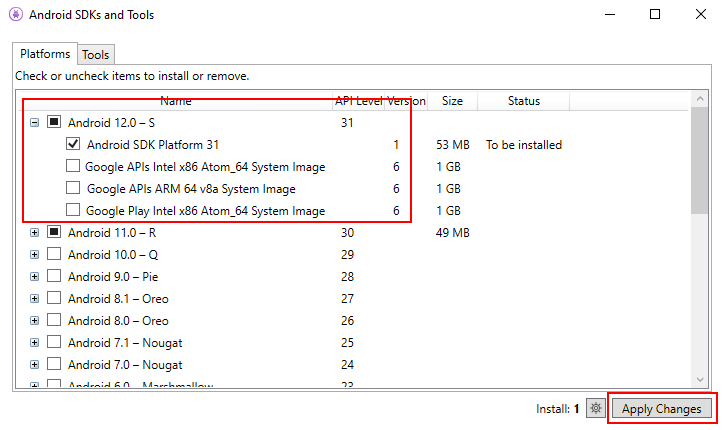 Android SDKs and Tools
Platforms Tools
Check or uncheck items to install or remove.
Name API Level Version Size Status
Android 12.0 – S 31
Android SDK Platform 31 1 53 MB To be installed
Google APIs Intel x86 Atom_64 System Image 6 1 GB
Google APIs ARM 64 v8a System Image 6 1 GB
Google Play Intel x86 Atom_64 System Image 6 1 GB
Android 11.0 – R 30 49 MB
Android 10.0 – Q 29
Android 9.0 – Pie 28
Android 8.1 – Oreo 27
Android 8.0 – Oreo 26
Android 7.1 – Nougat 25
Android 7.0 – Nougat 24
Android 6.0 – Marshmallow 23
Install: 1 Apply Changes